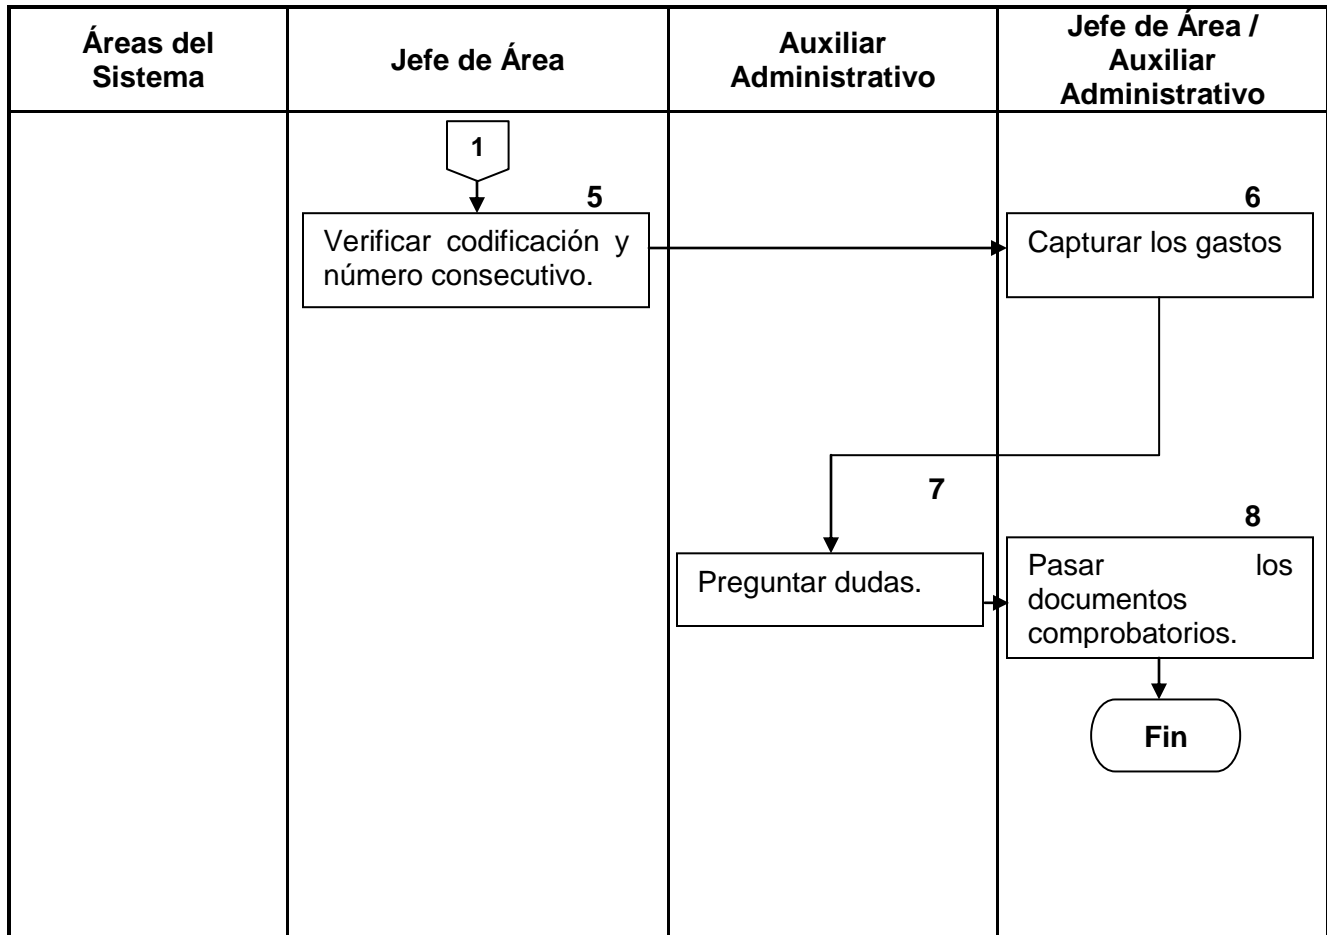 Áreas del
Sistema
Jefe de Área
Auxiliar
Administrativo
Jefe de Área /
Auxiliar
Administrativo
1
5
Verificar codificación y
número consecutivo.
6
Capturar los gastos
7
Preguntar dudas.
8
Pasar los
documentos
comprobatorios.
Fin